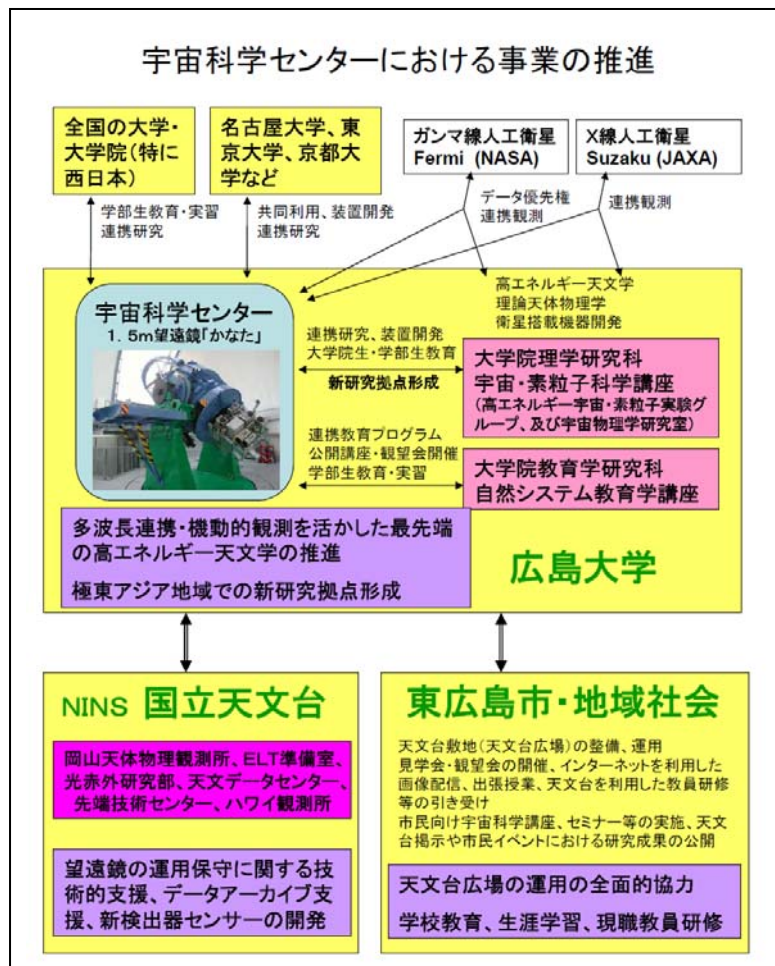 宇宙科学センターにおける事業の推進
全国の大学・
大学院(特に
西日本)
名古屋大学、東
京大学、京都大
学など
ガンマ線人工衛星
Fermi (NASA)
X線人工衛星
Suzaku (JAXA)
学部生教育・実習
連携研究
共同利用、装置開発
連携研究
データ優先権
連携観測
連携観測
宇宙科学センター
1.5m望遠鏡「かなた」
高エネルギー天文学
理論天体物理学
衛星搭載機器開発
連携研究、装置開発
大学院生・学部生教育
新研究拠点形成
大学院理学研究科
宇宙・素粒子科学講座
(高エネルギー宇宙・素粒子実験グ
ループ、及び宇宙物理学研究室)
連携教育プログラム
公開講座・観望会開催
学部生教育・実習
大学院教育学研究科
自然システム教育学講座
多波長連携・機動的観測を活かした最先端
の高エネルギー天文学の推進
極東アジア地域での新研究拠点形成
広島大学
NINS 国立天文台
岡山天体物理観測所、ELT準備室、
光赤外研究部、天文データセンター、
先端技術センター、ハワイ観測所
望遠鏡の運用保守に関する技
術的支援、データアーカイブ支
援、新検出器センサーの開発
東広島市・地域社会
天文台敷地(天文台広場)の整備、運用
見学会・観望会の開催、インターネットを利用した
画像配信、出張授業、天文台を利用した教員研修
等の引き受け
市民向け宇宙科学講座、セミナー等の実施、天文
台掲示や市民イベントにおける研究成果の公開
天文台広場の運用の全面的協力
学校教育、生涯学習、現職教員研修